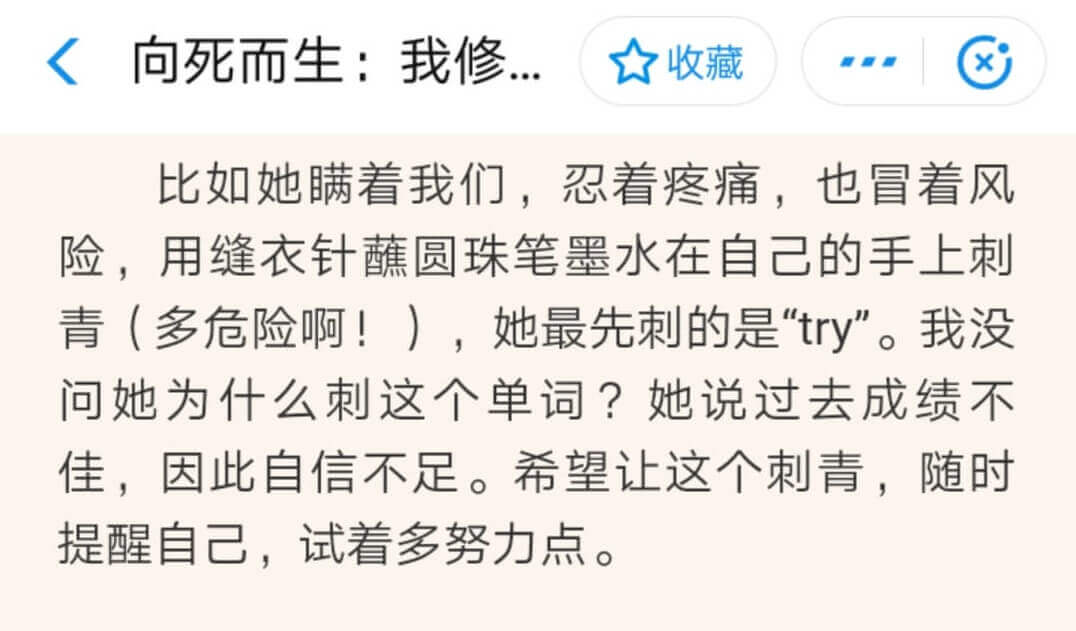 向死而生：我修...
收藏
比如她瞒着我们，忍着疼痛，也冒着风
险，用缝衣针蘸圆珠笔墨水在自己的手上刺
青（多危险啊！），她最先刺的是“try”。我没
问她为什么刺这个单词？她说过去成绩不
佳，因此自信不足。希望让这个刺青，随时
提醒自己，试着多努力点。